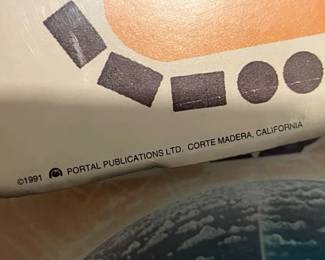 ©1991 PORTAL PUBLICATIONS LTD. CORTE MADERA, CALIFORNIA